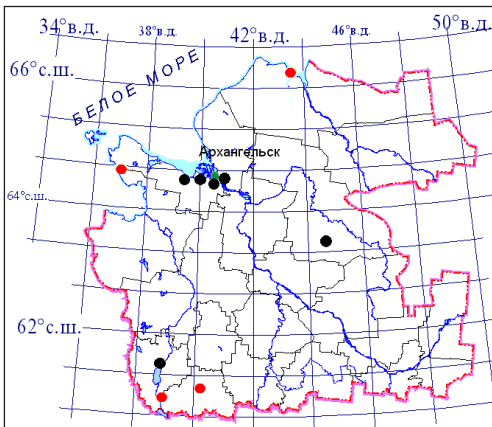 34°в.д.
38°в.д.
42°в.д.
46°в.д.
50°в.д.
66°с.ш.
БЕЛОЕ МОРЕ
Архангельск
64°с.ш.
62°с.ш.